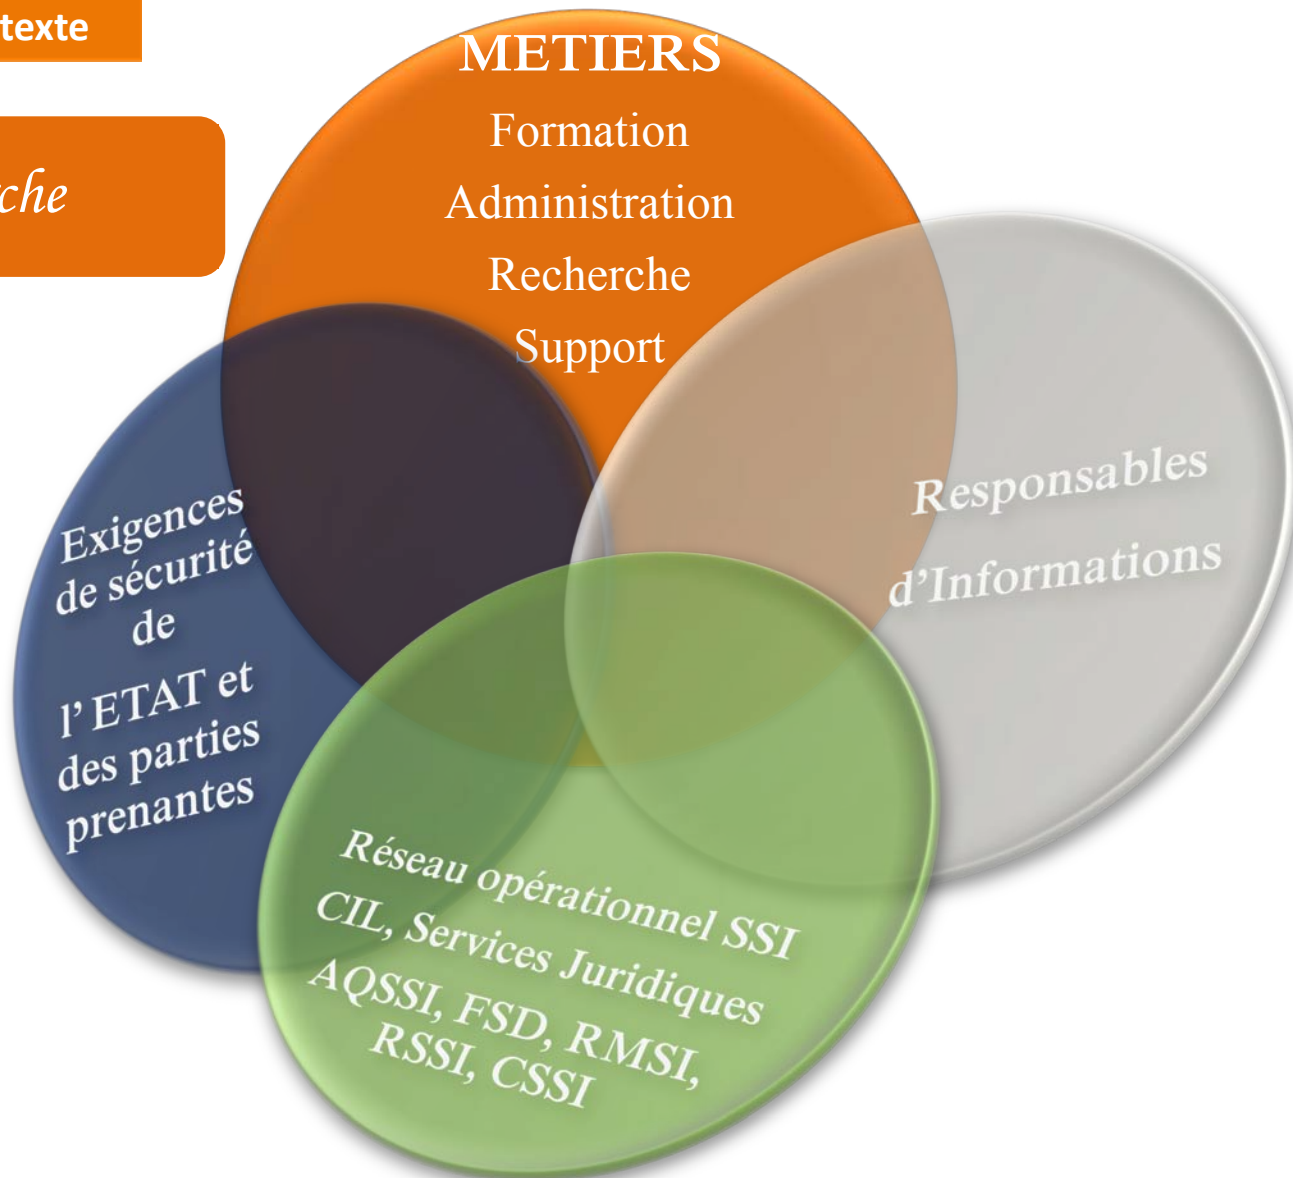 texte
rche
METIERS
Formation
Administration
Recherche
Support
Exigences
de sécurité
de
l' ETAT et
des parties
prenantes
Responsables
d'Informations
Réseau opérationnel SSI
CIL, Services Juridiques
AQSSI, FSD, RMSI,
RSSI, CSSI